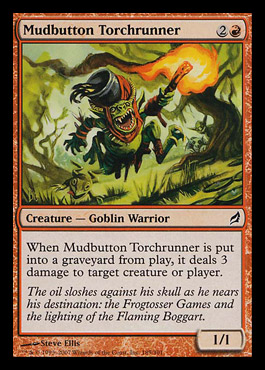 Mudbutton Torchrunner 2
Creature — Goblin Warrior
When Mudbutton Torchrunner is put
into a graveyard from play, it deals 3
damage to target creature or player.
The oil sloshes against his skull as he nears
his destination: the Frogtosser Games and
the lighting of the Flaming Boggart.
Steve Ellis
1/1